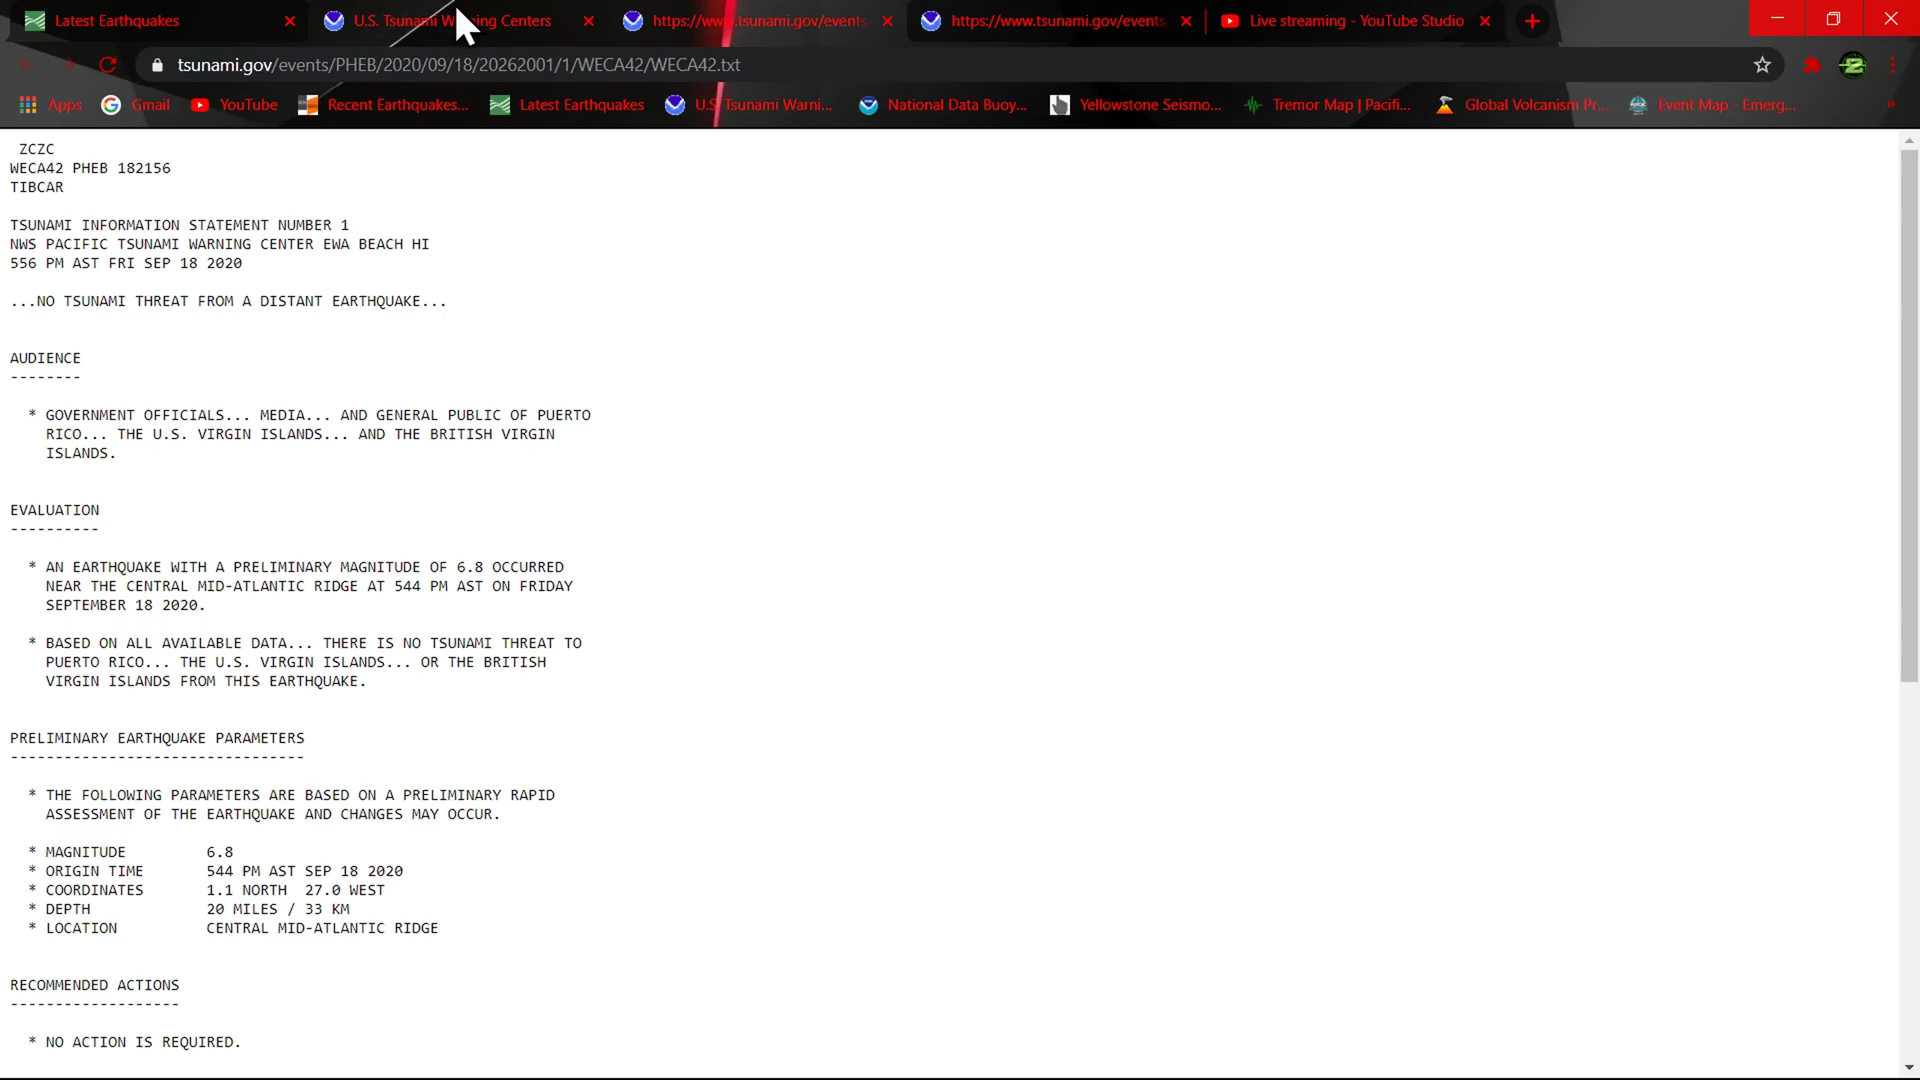 Latest Earthquakes
U.S. Tsunami Warning Centers
https://www.tsunami.gov/events
https://www.tsunami.gov/events
Live streaming - YouTube Studio
tsunami.gov/events/PHEB/2020/09/18/20262001/1/WECA42/WECA42.txt
Apps
Gmail
YouTube
Recent Earthquakes...
Latest Earthquakes
U.S. Tsunami Warni...
National Data Buoy...
Yellowstone Seismo...
Tremor Map | Pacifi...
Global Volcanism Pr...
Event Map - Emerg...
ZCZC
WECA42 PHEB 182156
TIBCAR
TSUNAMI INFORMATION STATEMENT NUMBER 1
NWS PACIFIC TSUNAMI WARNING CENTER EWA BEACH HI
556 PM AST FRI SEP 18 2020
...NO TSUNAMI THREAT FROM A DISTANT EARTHQUAKE...
AUDIENCE
--------
* GOVERNMENT OFFICIALS... MEDIA... AND GENERAL PUBLIC OF PUERTO
RICO... THE U.S. VIRGIN ISLANDS... AND THE BRITISH VIRGIN
ISLANDS.
EVALUATION
----------
* AN EARTHQUAKE WITH A PRELIMINARY MAGNITUDE OF 6.8 OCCURRED
NEAR THE CENTRAL MID-ATLANTIC RIDGE AT 544 PM AST ON FRIDAY
SEPTEMBER 18 2020.
* BASED ON ALL AVAILABLE DATA... THERE IS NO TSUNAMI THREAT TO
PUERTO RICO... THE U.S. VIRGIN ISLANDS... OR THE BRITISH
VIRGIN ISLANDS FROM THIS EARTHQUAKE.
PRELIMINARY EARTHQUAKE PARAMETERS
---------------------------------
* THE FOLLOWING PARAMETERS ARE BASED ON A PRELIMINARY RAPID
ASSESSMENT OF THE EARTHQUAKE AND CHANGES MAY OCCUR.
* MAGNITUDE 6.8
* ORIGIN TIME 544 PM AST SEP 18 2020
* COORDINATES 1.1 NORTH 27.0 WEST
* DEPTH 20 MILES / 33 KM
* LOCATION CENTRAL MID-ATLANTIC RIDGE
RECOMMENDED ACTIONS
-------------------
* NO ACTION IS REQUIRED.